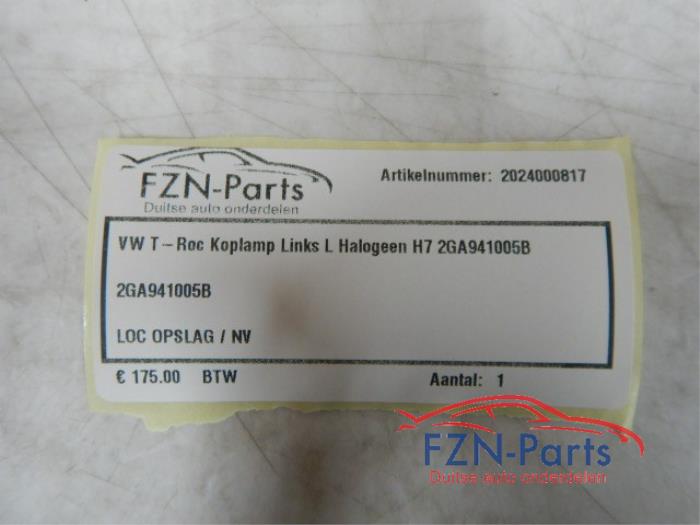 FZN-Parts
Duitse auto onderdelen
Artikelnummer: 2024000817
VW T-Roc Koplamp Links L Halogeen H7 2GA941005B
2GA941005B
LOC OPSLAG / NV
€ 175.00 BTW Aantal: 1
FZN-Parts
Duitse auto onderdelen